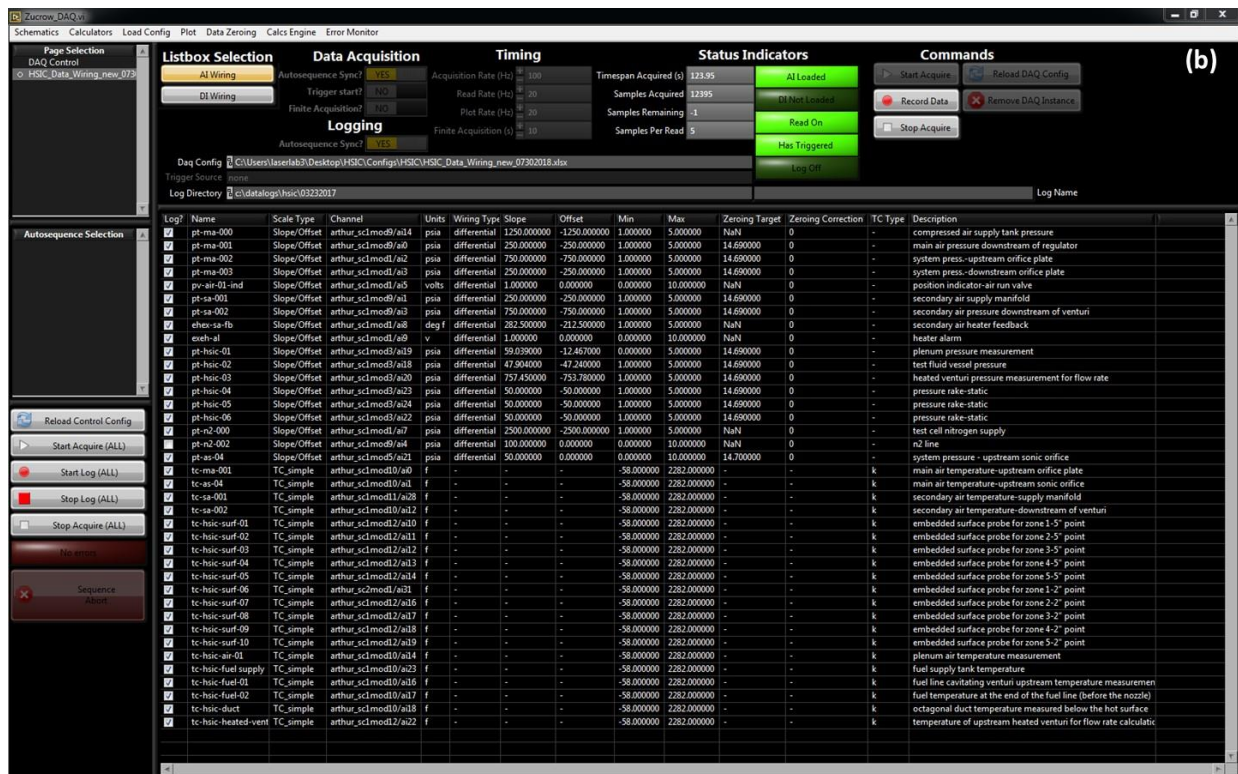 Zucrow_DAQ.vi
Schematics Calculators Load Config Plot Data Zeroing Calcs Engine Error Monitor
Page Selection
DAQ Control
HSIC_Data_Wiring_new_073
Autosequence Selection
Reload Control Config
Start Acquire (ALL)
Start Log (ALL)
Stop Log (ALL)
Stop Acquire (ALL)
No errors
Sequence
Abort
Listbox Selection
AI Wiring
DI Wiring
Data Acquisition
Autosequence Sync? YES
Trigger start? NO
Finite Acquisition? NO
Logging
Autosequence Sync? YES
Timing
Acquisition Rate (Hz) 100
Read Rate (Hz) 20
Plot Rate (Hz) 20
Finite Acquisition (s) 10
Timespan Acquired (s) 123.95
Samples Acquired 12395
Samples Remaining -1
Samples Per Read 5
Status Indicators
AI Loaded
DI Not Loaded
Read On
Has Triggered
Log Off
Commands
Start Acquire Reload DAQ Config
Record Data Remove DAQ Instance
Stop Acquire
(b)
Daq Config C:\Users\laserlab3\Desktop\HSIC\Configs\HSIC\HSIC_Data_Wiring_new_07302018.xlsx
Trigger Source none
Log Directory c:\datalogs\hsic\03232017 Log Name
Log? Name Scale Type Channel Units Wiring Type Slope Offset Min Max Zeroing Target Zeroing Correction TC Type Description
pt-ma-000 Slope/Offset arthur_sc1mod9/ai14 psia differential 1250.000000 -1250.000000 1.000000 5.000000 NaN 0 - compressed air supply tank pressure
pt-ma-001 Slope/Offset arthur_sc1mod9/ai0 psia differential 250.000000 -250.000000 1.000000 5.000000 14.690000 0 - main air pressure downstream of regulator
pt-ma-002 Slope/Offset arthur_sc1mod1/ai2 psia differential 750.000000 -750.000000 1.000000 5.000000 14.690000 0 - system press.-upstream orifice plate
pt-ma-003 Slope/Offset arthur_sc1mod1/ai3 psia differential 250.000000 -250.000000 1.000000 5.000000 14.690000 0 - system press.-downstream orifice plate
pv-air-01-ind Slope/Offset arthur_sc1mod1/ai5 volts differential 1.000000 0.000000 0.000000 10.000000 NaN 0 - position indicator-air run valve
pt-sa-001 Slope/Offset arthur_sc1mod9/ai1 psia differential 250.000000 -250.000000 1.000000 5.000000 14.690000 0 - secondary air supply manifold
pt-sa-002 Slope/Offset arthur_sc1mod9/ai3 psia differential 750.000000 -750.000000 1.000000 5.000000 14.690000 0 - secondary air pressure downstream of venturi
ehex-sa-fb Slope/Offset arthur_sc1mod1/ai8 deg f differential 282.500000 -212.500000 1.000000 5.000000 NaN 0 - secondary air heater feedback
exeh-al Slope/Offset arthur_sc1mod1/ai9 v differential 1.000000 0.000000 0.000000 10.000000 NaN 0 - heater alarm
pt-hsic-01 Slope/Offset arthur_sc1mod3/ai19 psia differential 59.039000 -12.467000 0.000000 5.000000 14.690000 0 - plenum pressure measurement
pt-hsic-02 Slope/Offset arthur_sc1mod3/ai18 psia differential 47.904000 -47.240000 1.000000 5.000000 14.690000 0 - test fluid vessel pressure
pt-hsic-03 Slope/Offset arthur_sc1mod3/ai20 psia differential 757.450000 -753.780000 1.000000 5.000000 14.690000 0 - heated venturi pressure measurement for flow rate
pt-hsic-04 Slope/Offset arthur_sc1mod3/ai23 psia differential 50.000000 -50.000000 1.000000 5.000000 14.690000 0 - pressure rake-static
pt-hsic-05 Slope/Offset arthur_sc1mod3/ai24 psia differential 50.000000 -50.000000 1.000000 5.000000 14.690000 0 - pressure rake-static
pt-hsic-06 Slope/Offset arthur_sc1mod3/ai22 psia differential 50.000000 -50.000000 1.000000 5.000000 14.690000 0 - pressure rake-static
pt-n2-000 Slope/Offset arthur_sc1mod1/ai7 psia differential 2500.000000 -2500.000000 1.000000 5.000000 NaN 0 - test cell nitrogen supply
pt-n2-002 Slope/Offset arthur_sc1mod9/ai4 psia differential 100.000000 0.000000 0.000000 10.000000 NaN 0 - n2 line
pt-as-04 Slope/Offset arthur_sc1mod5/ai21 psia differential 50.000000 0.000000 0.000000 10.000000 14.700000 0 - system pressure - upstream sonic orifice
tc-ma-001 TC_simple arthur_sc1mod10/ai0 f - - - -58.000000 2282.000000 - - k main air temperature-upstream orifice plate
tc-as-04 TC_simple arthur_sc1mod10/ai1 f - - - -58.000000 2282.000000 - - k main air temperature-upstream sonic orifice
tc-sa-001 TC_simple arthur_sc1mod11/ai28 f - - - -58.000000 2282.000000 - - k secondary air temperature-supply manifold
tc-sa-002 TC_simple arthur_sc1mod10/ai12 f - - - -58.000000 2282.000000 - - k secondary air temperature-downstream of venturi
tc-hsic-surf-01 TC_simple arthur_sc1mod12/ai10 f - - - -58.000000 2282.000000 - - k embedded surface probe for zone 1-5" point
tc-hsic-surf-02 TC_simple arthur_sc1mod12/ai11 f - - - -58.000000 2282.000000 - - k embedded surface probe for zone 2-5" point
tc-hsic-surf-03 TC_simple arthur_sc1mod12/ai12 f - - - -58.000000 2282.000000 - - k embedded surface probe for zone 3-5" point
tc-hsic-surf-04 TC_simple arthur_sc1mod12/ai13 f - - - -58.000000 2282.000000 - - k embedded surface probe for zone 4-5" point
tc-hsic-surf-05 TC_simple arthur_sc1mod12/ai14 f - - - -58.000000 2282.000000 - - k embedded surface probe for zone 5-5" point
tc-hsic-surf-06 TC_simple arthur_sc2mod1/ai31 f - - - -58.000000 2282.000000 - - k embedded surface probe for zone 1-2" point
tc-hsic-surf-07 TC_simple arthur_sc1mod12/ai16 f - - - -58.000000 2282.000000 - - k embedded surface probe for zone 2-2" point
tc-hsic-surf-08 TC_simple arthur_sc1mod12/ai17 f - - - -58.000000 2282.000000 - - k embedded surface probe for zone 3-2" point
tc-hsic-surf-09 TC_simple arthur_sc1mod12/ai18 f - - - -58.000000 2282.000000 - - k embedded surface probe for zone 4-2" point
tc-hsic-surf-10 TC_simple arthur_sc1mod12/ai19 f - - - -58.000000 2282.000000 - - k embedded surface probe for zone 5-2" point
tc-hsic-air-01 TC_simple arthur_sc1mod10/ai14 f - - - -58.000000 2282.000000 - - k plenum air temperature measurement
tc-hsic-fuel supply TC_simple arthur_sc1mod10/ai23 f - - - -58.000000 2282.000000 - - k fuel supply tank temperature
tc-hsic-fuel-01 TC_simple arthur_sc1mod10/ai16 f - - - -58.000000 2282.000000 - - k fuel line cavitating venturi upstream temperature measuremen
tc-hsic-fuel-02 TC_simple arthur_sc1mod10/ai17 f - - - -58.000000 2282.000000 - - k fuel temperature at the end of the fuel line (before the nozzle)
tc-hsic-duct TC_simple arthur_sc1mod10/ai18 f - - - -58.000000 2282.000000 - - k octagonal duct temperature measured below the hot surface
tc-hsic-heated-vent TC_simple arthur_sc1mod12/ai22 f - - - -58.000000 2282.000000 - - k temperature of upstream heated venturi for flow rate calculatic